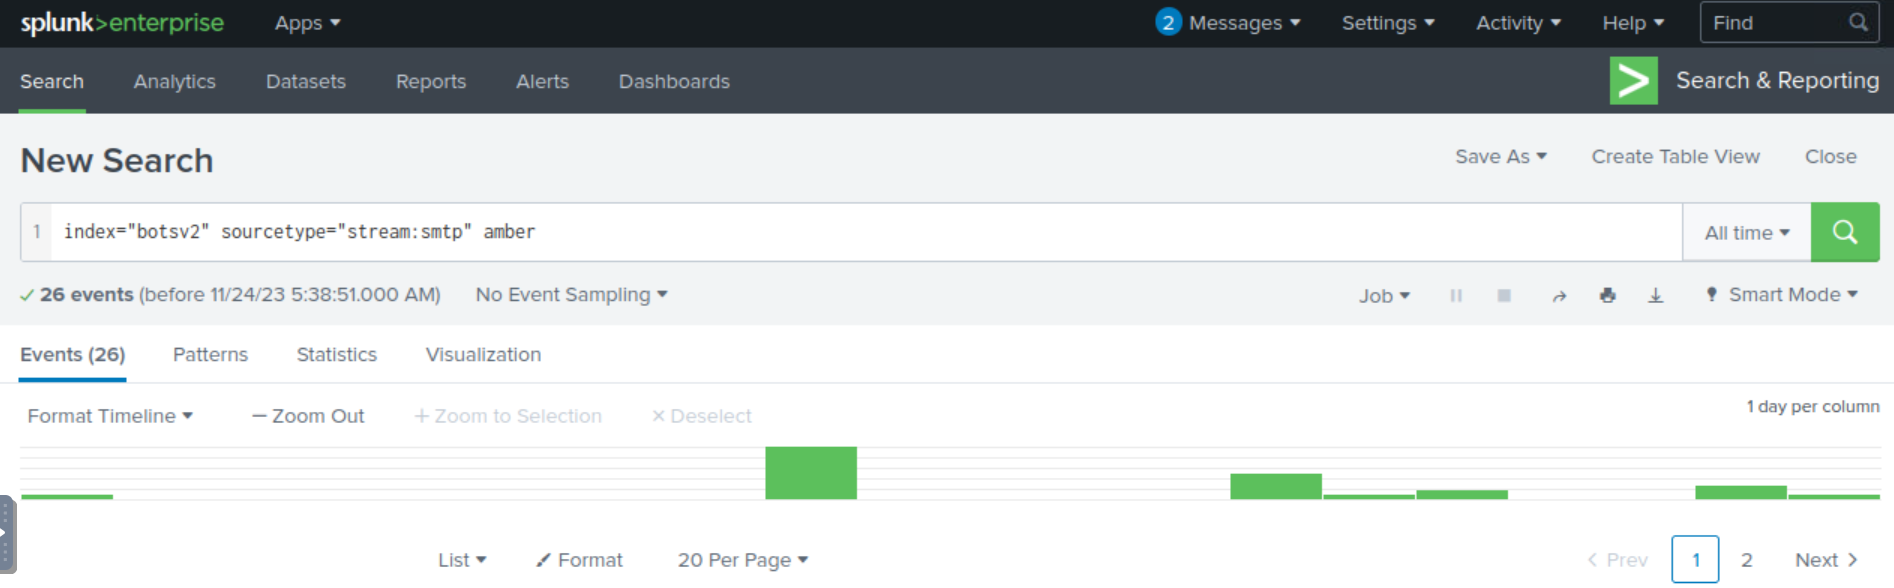 splunk>enterprise Apps 2 Messages Settings Activity Help Find
Search Analytics Datasets Reports Alerts Dashboards > Search & Reporting
New Search Save As Create Table View Close
1 index="botsv2" sourcetype="stream:smtp" amber All time
✓ 26 events (before 11/24/23 5:38:51.000 AM) No Event Sampling Job Smart Mode
Events (26) Patterns Statistics Visualization
Format Timeline — Zoom Out + Zoom to Selection × Deselect 1 day per column
List Format 20 Per Page < Prev 1 2 Next >